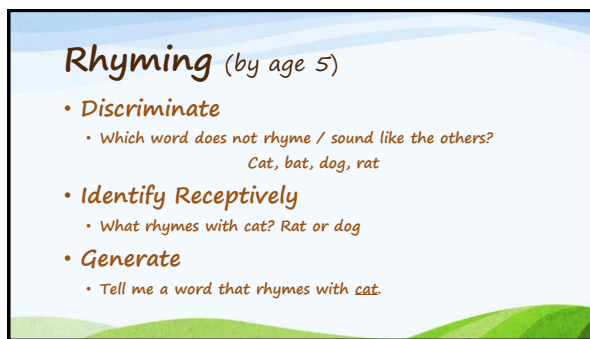 Rhyming (by age 5)
• Discriminate
• Which word does not rhyme / sound like the others?
Cat, bat, dog, rat
• Identify Receptively
• What rhymes with cat? Rat or dog
• Generate
• Tell me a word that rhymes with cat.